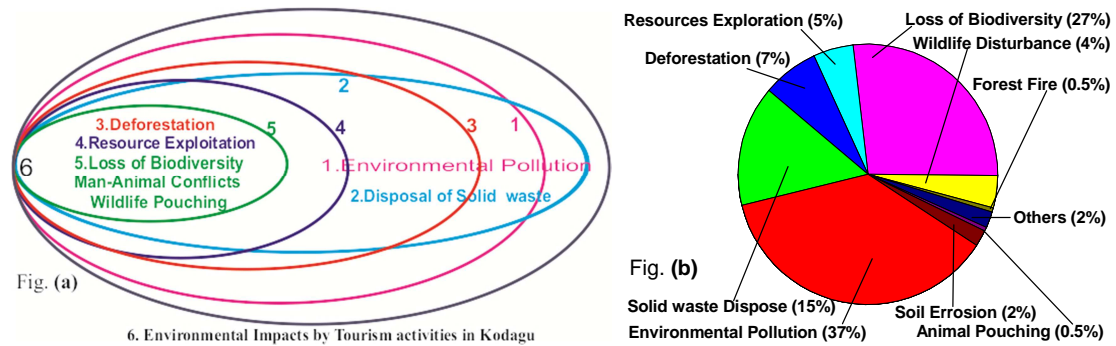 2
3.Deforestation
5
4
3
1
4.Resource Exploitation
6
5.Loss of Biodiversity
1.Environmental Pollution
Man-Animal Conflicts
2.Disposal of Solid waste
Wildlife Pouching
Fig. (a)
6. Environmental Impacts by Tourism activities in Kodagu
Resources Exploration (5%)
Loss of Biodiversity (27%)
Wildlife Disturbance (4%)
Deforestation (7%)
Forest Fire (0.5%)
Others (2%)
Fig. (b)
Solid waste Dispose (15%)
Soil Errosion (2%)
Environmental Pollution (37%)
Animal Pouching (0.5%)